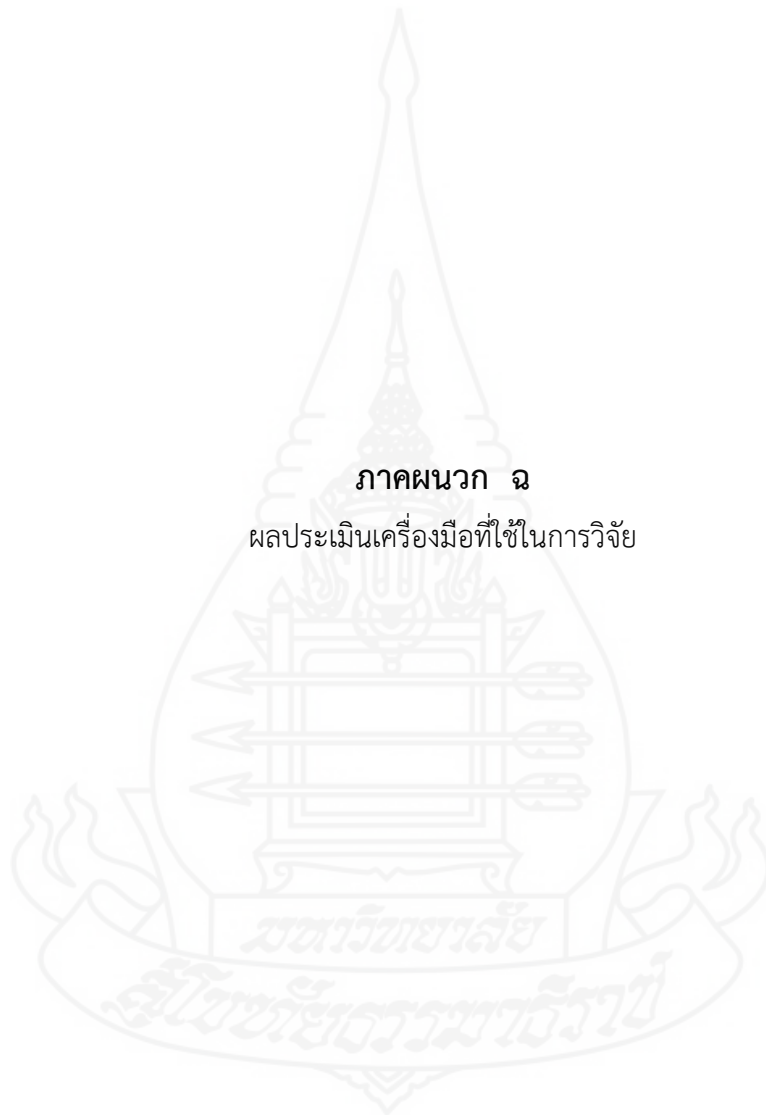 ภาคผนวก ฉ
ผลประเมินเครื่องมือที่ใช้ในการวิจัย
มหาวิทยาลัย
สุโขทัยธรรมาธิราช